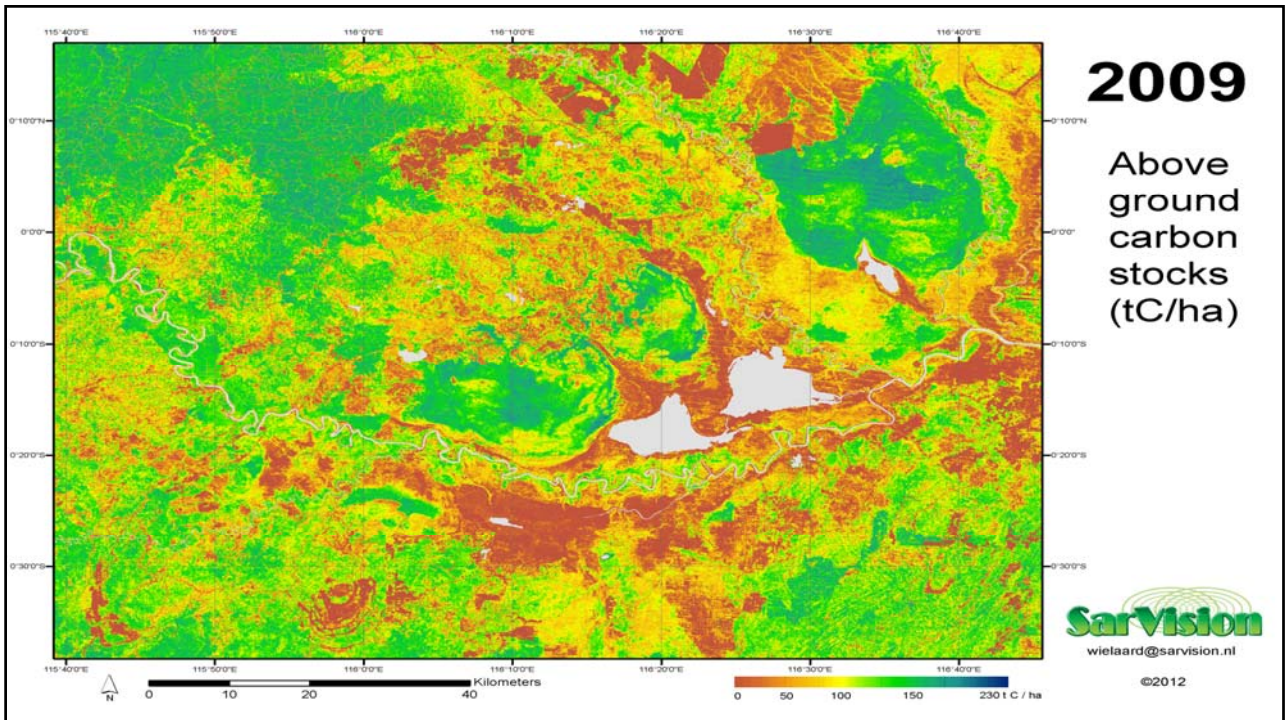 115°40'0"E 115°50'0"E 116°0'0"E 116°10'0"E 116°20'0"E 116°30'0"E 116°40'0"E
2009
Above
ground
carbon
stocks
(tC/ha)
0°10'0"N 0°10'0"N
0°0'0" 0°0'0"
0°10'0"S 0°10'0"S
0°20'0"S 0°20'0"S
0°30'0"S 0°30'0"S
115°40'0"E 115°50'0"E 116°0'0"E 116°10'0"E 116°20'0"E 116°30'0"E 116°40'0"E
N
Kilometers
0 10 20 40
0 50 100 150 230 t C / ha
SarVision
wielaard@sarvision.nl
©2012